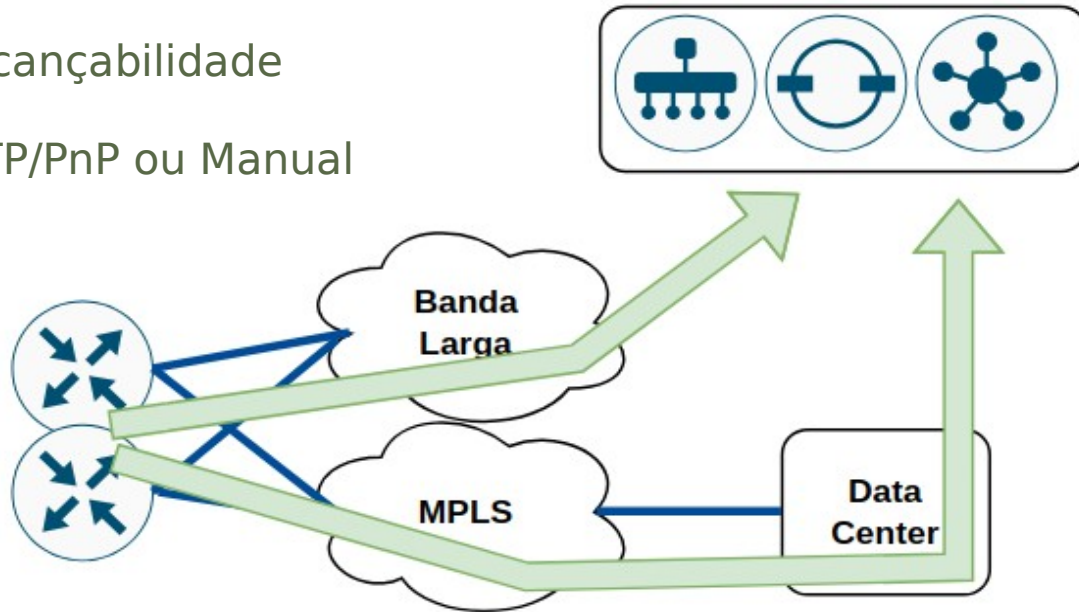 cançabilidade
TP/PnP ou Manual
Banda
Larga
MPLS
Data
Center